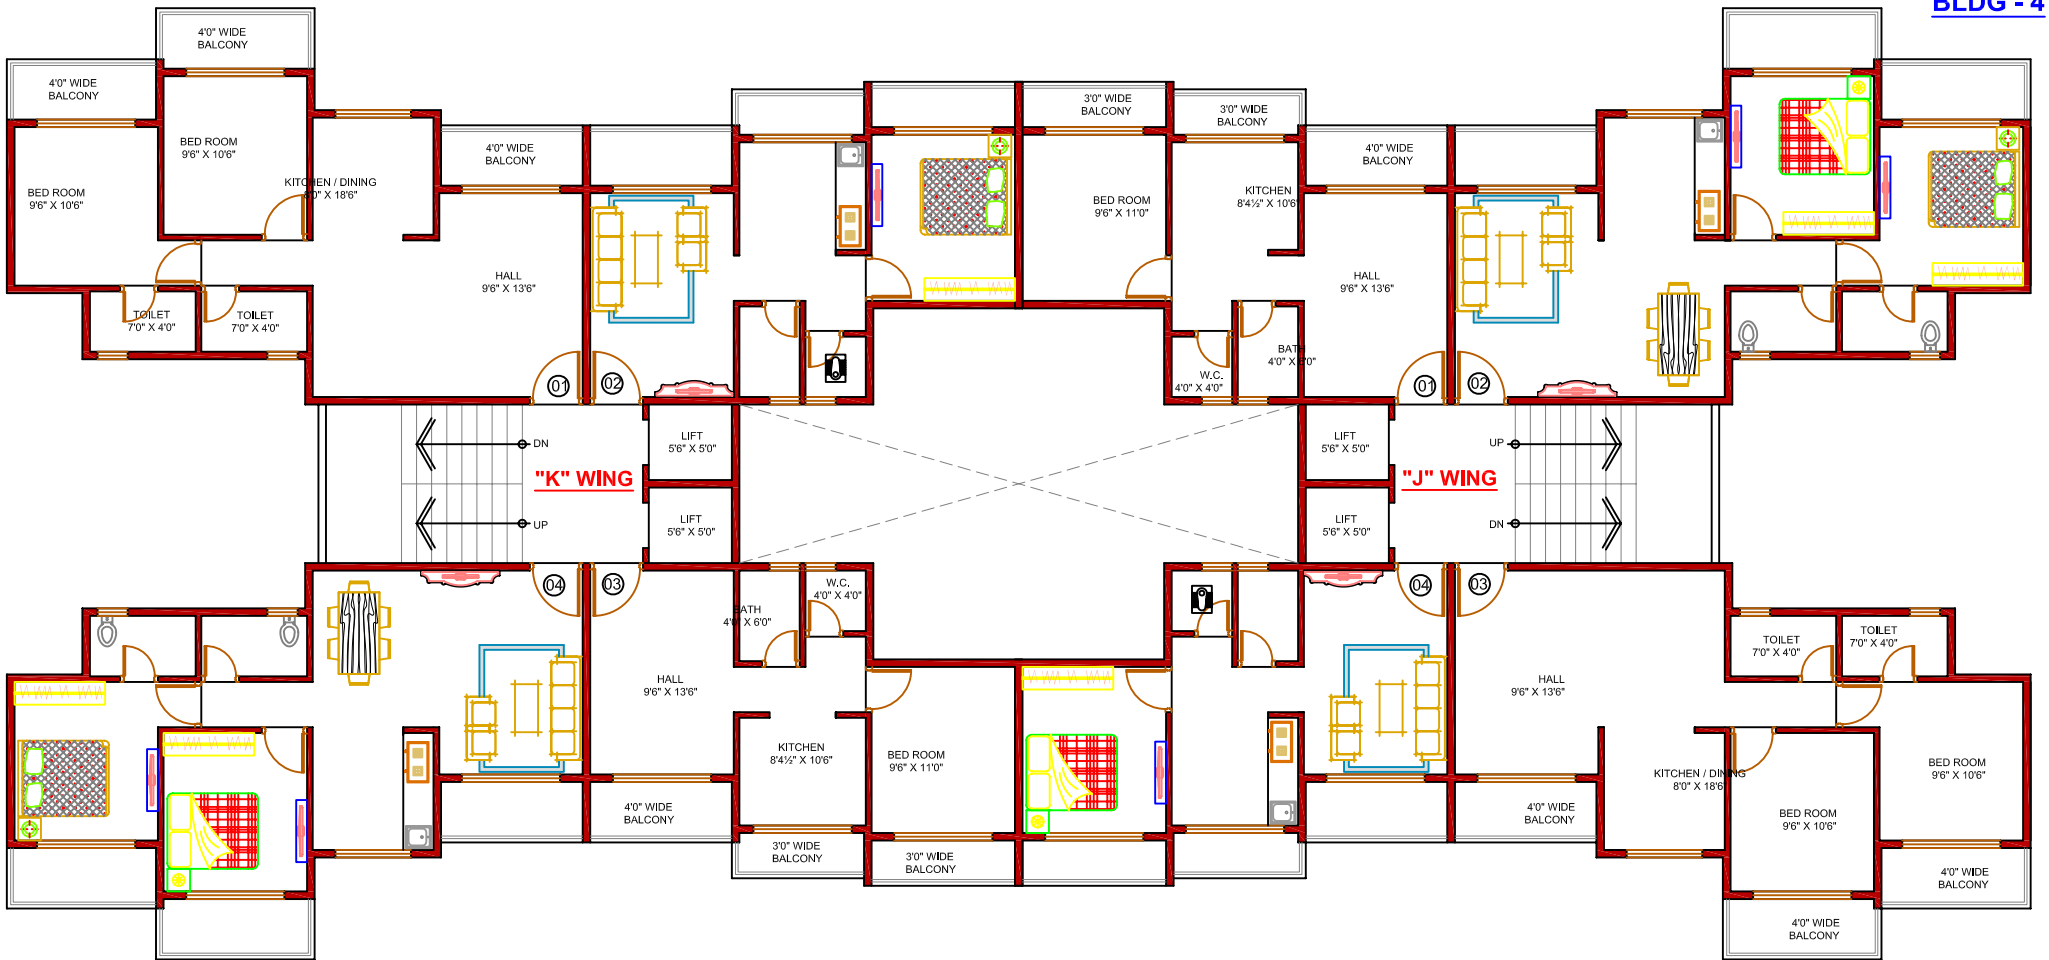 BLDG - 4
4'0" WIDE
BALCONY
4'0" WIDE
BALCONY
BED ROOM
9'6" X 10'6"
BED ROOM
9'6" X 10'6"
KITCHEN / DINING
8'0" X 18'6"
4'0" WIDE
BALCONY
HALL
9'6" X 13'6"
TOILET
7'0" X 4'0"
TOILET
7'0" X 4'0"
01
02
3'0" WIDE
BALCONY
3'0" WIDE
BALCONY
4'0" WIDE
BALCONY
BED ROOM
9'6" X 11'0"
KITCHEN
8'4½" X 10'6"
HALL
9'6" X 13'6"
BATH
4'0" X 6'0"
W.C.
4'0" X 4'0"
01
02
DN
UP
"K" WING
LIFT
5'6" X 5'0"
LIFT
5'6" X 5'0"
LIFT
5'6" X 5'0"
LIFT
5'6" X 5'0"
"J" WING
UP
DN
04
03
W.C.
4'0" X 4'0"
BATH
4'0" X 6'0"
HALL
9'6" X 13'6"
KITCHEN
8'4½" X 10'6"
BED ROOM
9'6" X 11'0"
4'0" WIDE
BALCONY
3'0" WIDE
BALCONY
3'0" WIDE
BALCONY
04
03
TOILET
7'0" X 4'0"
TOILET
7'0" X 4'0"
HALL
9'6" X 13'6"
KITCHEN / DINING
8'0" X 18'6"
BED ROOM
9'6" X 10'6"
BED ROOM
9'6" X 10'6"
4'0" WIDE
BALCONY
4'0" WIDE
BALCONY
4'0" WIDE
BALCONY